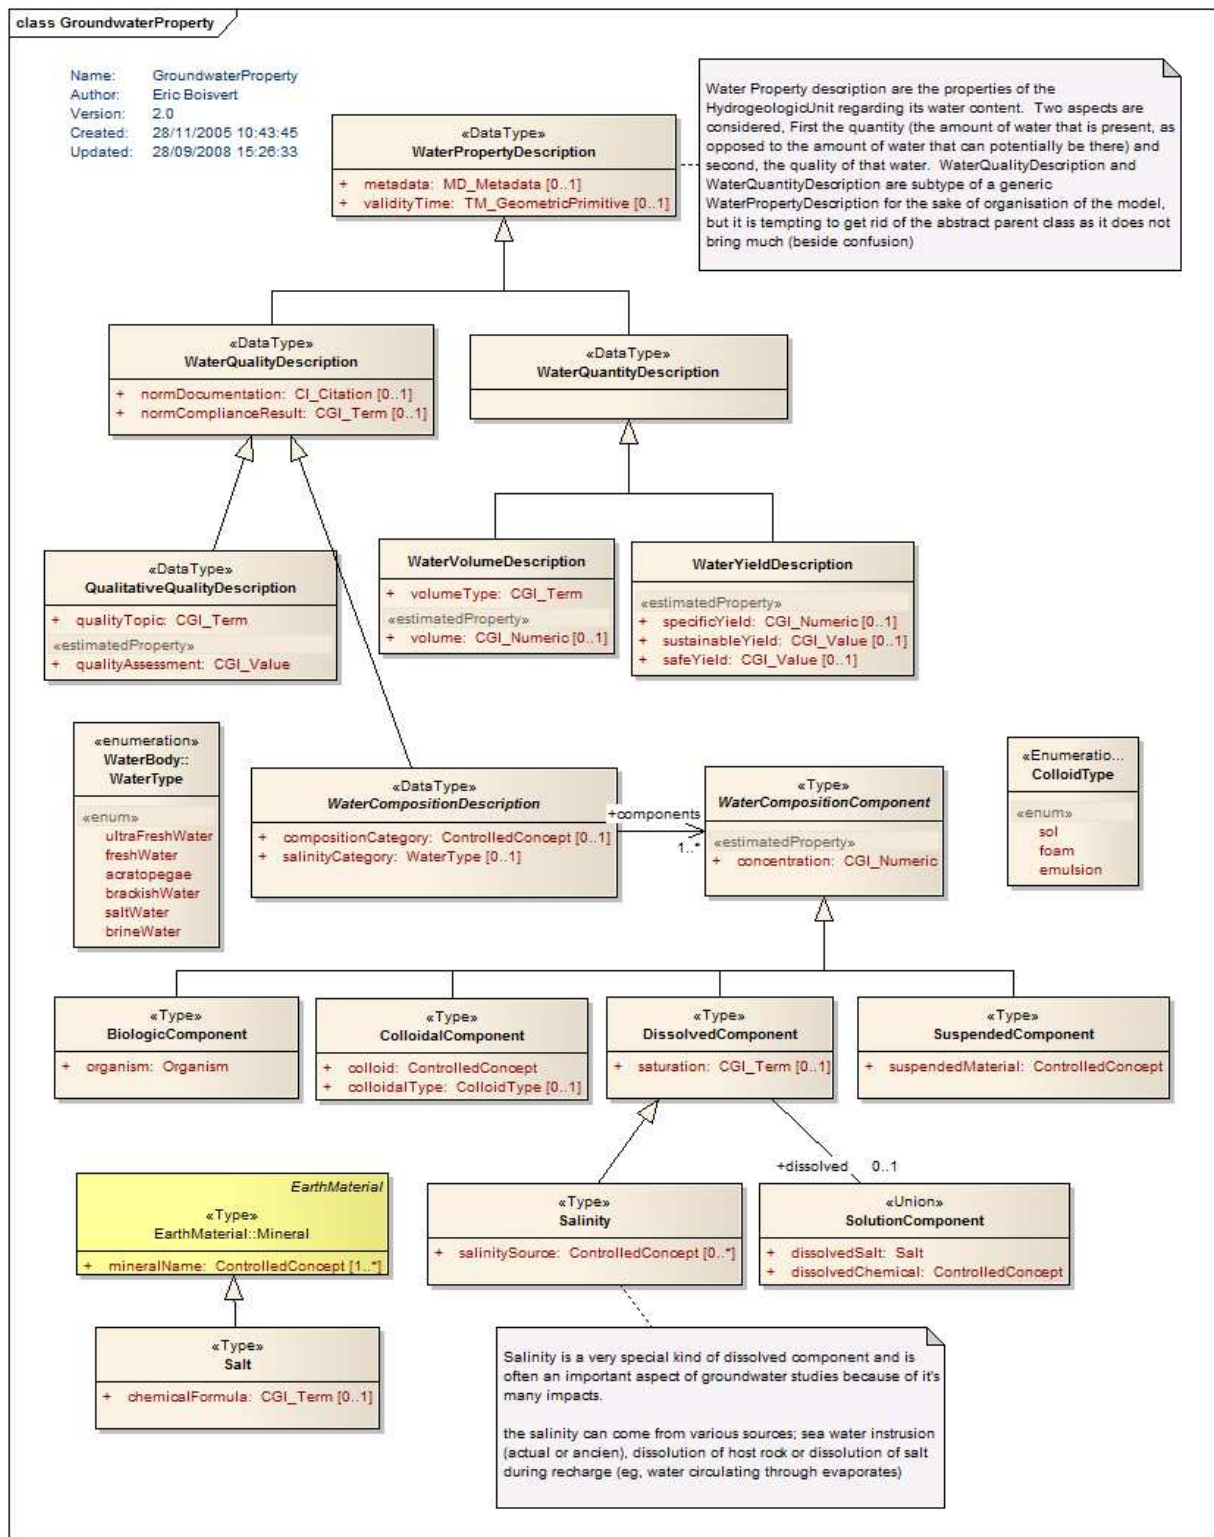 class GroundwaterProperty
Name: GroundwaterProperty
Author: Eric Boisvert
Version: 2.0
Created: 28/11/2005 10:43:45
Updated: 28/09/2008 15:26:33
«DataType»
WaterPropertyDescription
+ metadata: MD_Metadata [0..1]
+ validityTime: TM_GeometricPrimitive [0..1]
Water Property description are the properties of the
HydrogeologicUnit regarding its water content. Two aspects are
considered, First the quantity (the amount of water that is present, as
opposed to the amount of water that can potentially be there) and
second, the quality of that water. WaterQualityDescription and
WaterQuantityDescription are subtype of a generic
WaterPropertyDescription for the sake of organisation of the model,
but it is tempting to get rid of the abstract parent class as it does not
bring much (beside confusion)
«DataType»
WaterQualityDescription
+ normDocumentation: CI_Citation [0..1]
+ normComplianceResult: CGI_Term [0..1]
«DataType»
WaterQuantityDescription
«DataType»
QualitativeQualityDescription
+ qualityTopic: CGI_Term
«estimatedProperty»
+ qualityAssessment: CGI_Value
WaterVolumeDescription
+ volumeType: CGI_Term
«estimatedProperty»
+ volume: CGI_Numeric [0..1]
WaterYieldDescription
«estimatedProperty»
+ specificYield: CGI_Numeric [0..1]
+ sustainableYield: CGI_Value [0..1]
+ safeYield: CGI_Value [0..1]
«enumeration»
WaterBody::
WaterType
«enum»
ultraFreshWater
freshWater
acratopegae
brackishWater
saltWater
brineWater
«DataType»
WaterCompositionDescription
+ compositionCategory: ControlledConcept [0..1]
+ salinityCategory: WaterType [0..1]
+components
1..*
«Type»
WaterCompositionComponent
«estimatedProperty»
+ concentration: CGI_Numeric
«Enumeratio...
ColloidType
«enum»
sol
foam
emulsion
«Type»
BiologicComponent
+ organism: Organism
«Type»
ColloidalComponent
+ colloid: ControlledConcept
+ colloidalType: ColloidType [0..1]
«Type»
DissolvedComponent
+ saturation: CGI_Term [0..1]
«Type»
SuspendedComponent
+ suspendedMaterial: ControlledConcept
+dissolved 0..1
EarthMaterial
«Type»
EarthMaterial::Mineral
+ mineralName: ControlledConcept [1..*]
«Type»
Salinity
+ salinitySource: ControlledConcept [0..*]
«Union»
SolutionComponent
+ dissolvedSalt: Salt
+ dissolvedChemical: ControlledConcept
«Type»
Salt
+ chemicalFormula: CGI_Term [0..1]
Salinity is a very special kind of dissolved component and is
often an important aspect of groundwater studies because of it's
many impacts.
the salinity can come from various sources; sea water instrusion
(actual or ancien), dissolution of host rock or dissolution of salt
during recharge (eg, water circulating through evaporates)